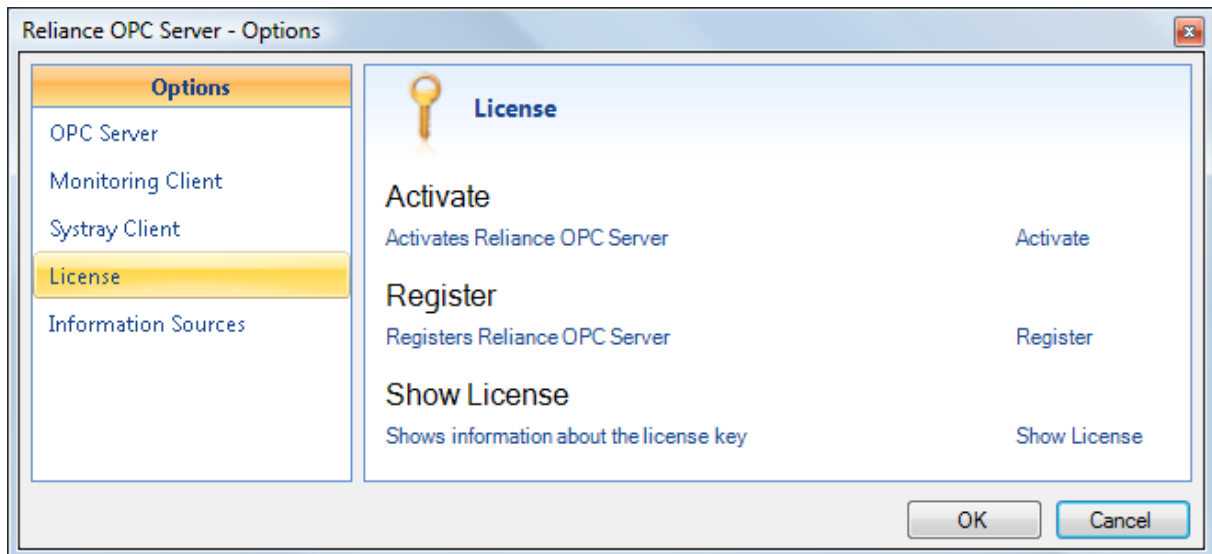 Reliance OPC Server - Options
Options
OPC Server
Monitoring Client
Systray Client
License
Information Sources
License
Activate
Activates Reliance OPC Server Activate
Register
Registers Reliance OPC Server Register
Show License
Shows information about the license key Show License
OK Cancel